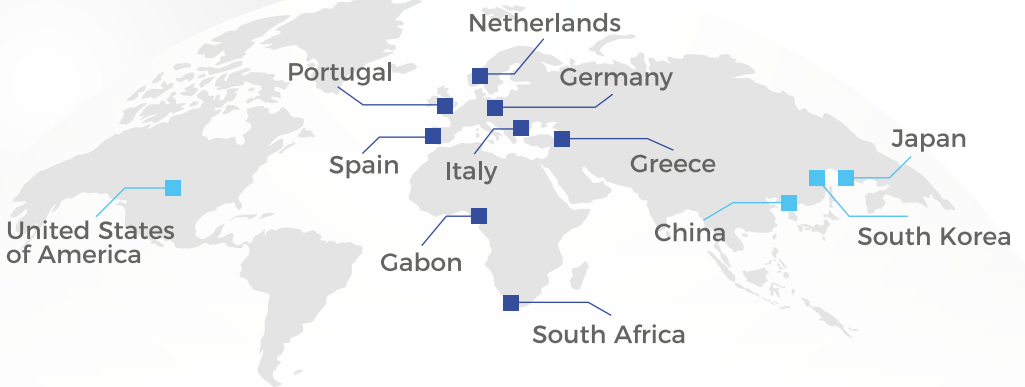 Netherlands
Portugal
Germany
Japan
Spain
Italy
Greece
United States
of America
China
South Korea
Gabon
South Africa